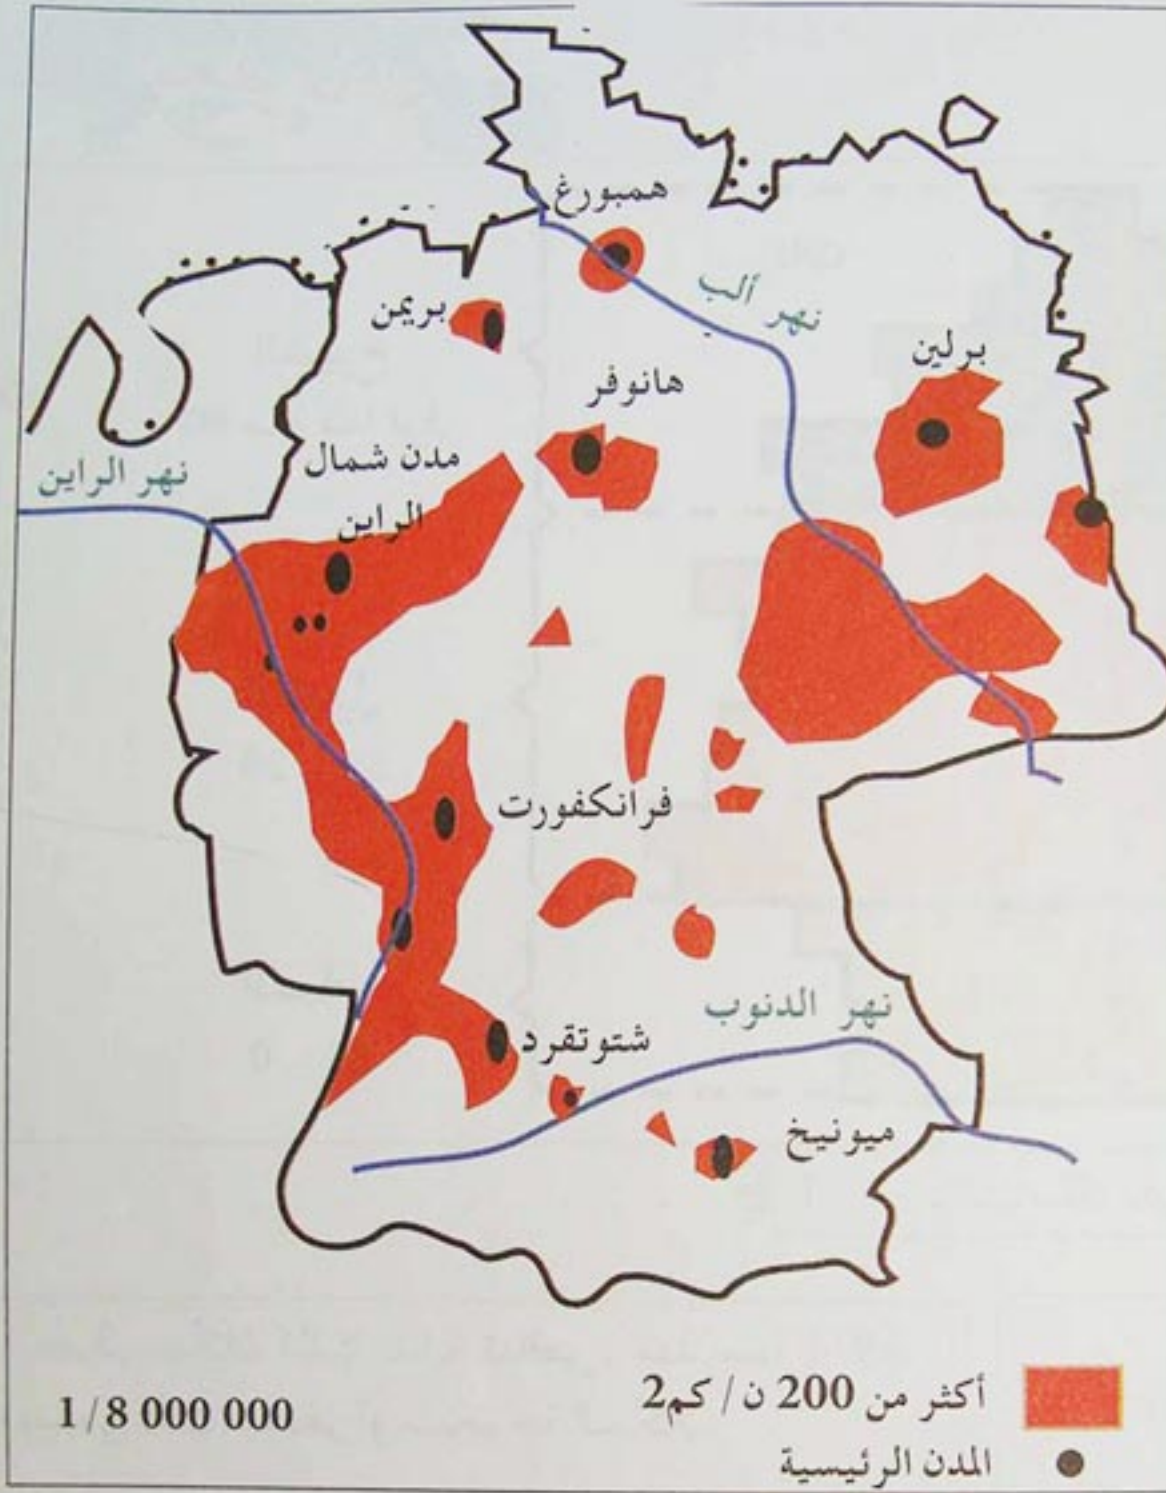 همبورغ
نهر ألب
بريمن
برلين
هانوفر
مدن شمال
الراين
نهر الراين
فرانكفورت
نهر الدنوب
شتوتقرد
ميونيخ
أكثر من 200 ن / كم2
1/8 000 000
المدن الرئيسية